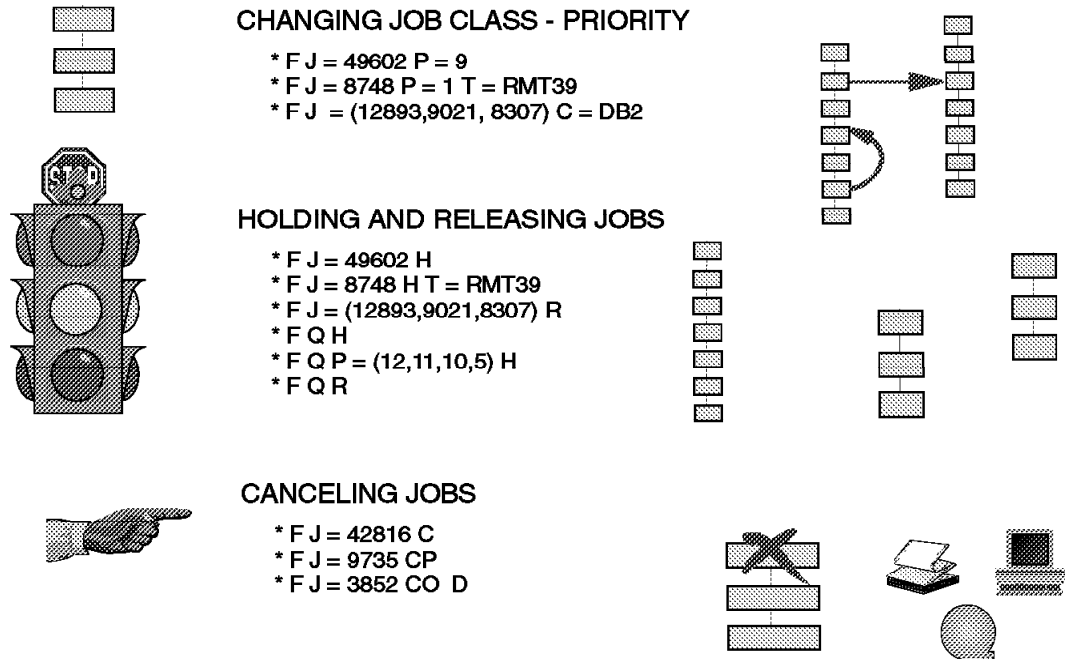 CHANGING JOB CLASS - PRIORITY
* F J = 49602 P = 9
* F J = 8748 P = 1 T = RMT39
* F J = (12893,9021, 8307) C = DB2
STOP
HOLDING AND RELEASING JOBS
* F J = 49602 H
* F J = 8748 H T = RMT39
* F J = (12893,9021,8307) R
* F Q H
* F Q P = (12,11,10,5) H
* F Q R
CANCELING JOBS
* F J = 42816 C
* F J = 9735 CP
* F J = 3852 CO D